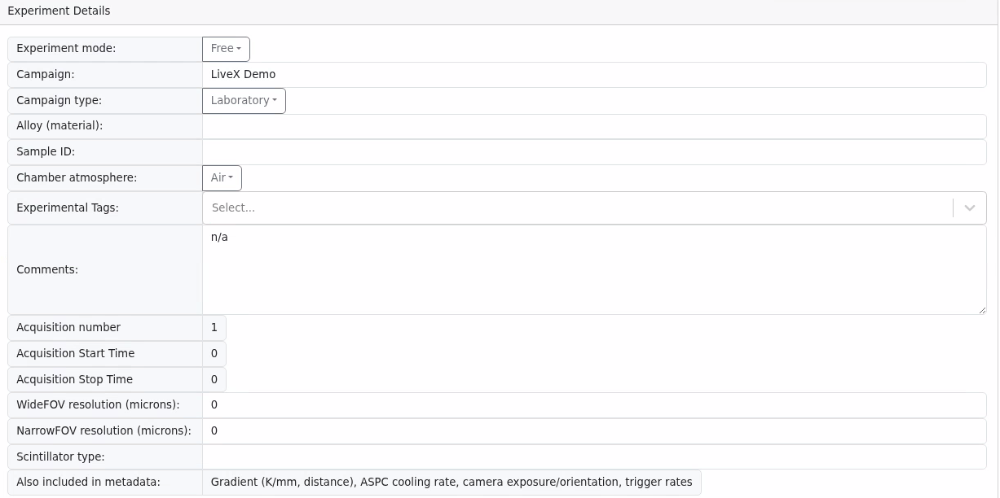 Experiment Details
Experiment mode: Free
Campaign: LiveX Demo
Campaign type: Laboratory
Alloy (material):
Sample ID:
Chamber atmosphere: Air
Experimental Tags: Select...
n/a
Comments:
Acquisition number 1
Acquisition Start Time 0
Acquisition Stop Time 0
WideFOV resolution (microns): 0
NarrowFOV resolution (microns): 0
Scintillator type:
Also included in metadata: Gradient (K/mm, distance), ASPC cooling rate, camera exposure/orientation, trigger rates